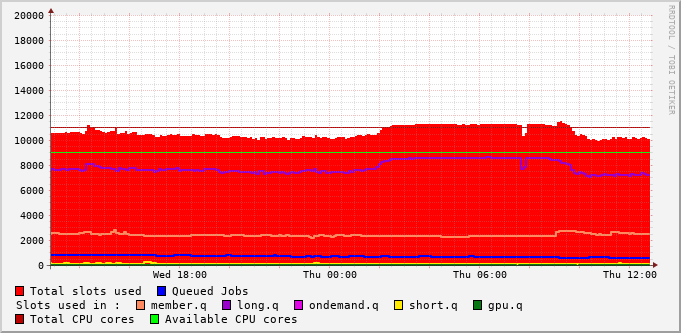 RRDTOOL / TOBI OETIKER
20000
18000
16000
14000
12000
10000
8000
6000
4000
2000
0
Wed 18:00 Thu 00:00 Thu 06:00 Thu 12:00
Total slots used Queued Jobs
Slots used in : member.q long.q ondemand.q short.q gpu.q
Total CPU cores Available CPU cores